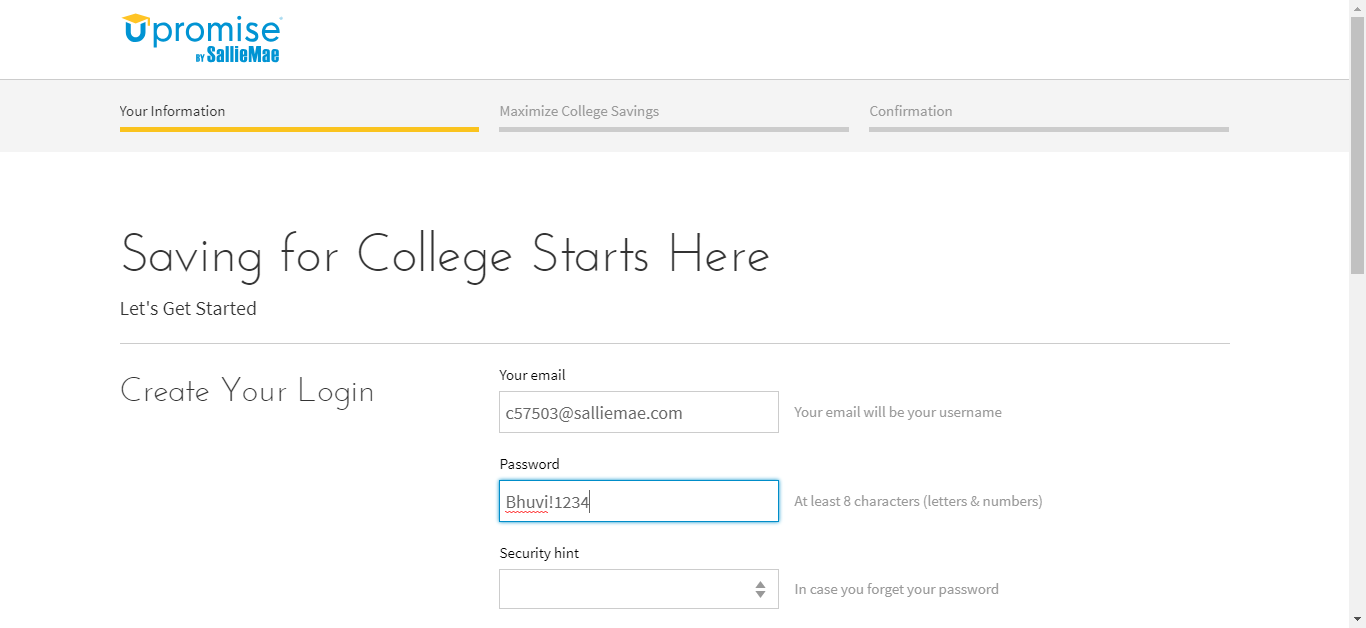 Upromise
BY SallieMae
Your Information
Maximize College Savings
Confirmation
Saving for College Starts Here
Let's Get Started
Create Your Login
Your email
c57503@salliemae.com
Your email will be your username
Password
Bhuvi!1234
At least 8 characters (letters & numbers)
Security hint
In case you forget your password